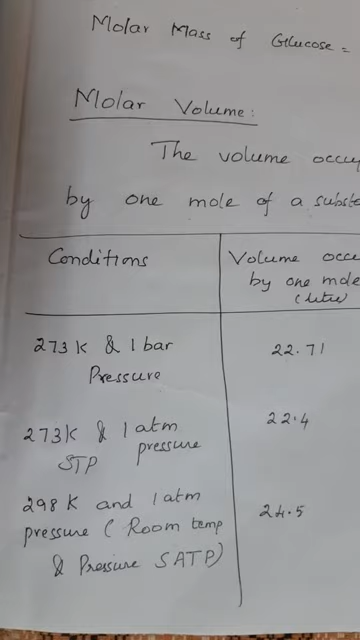 Molar Mass of Glucose =
Molar Volume:
The volume occup
by one mole of a substa
Conditions
Volume occu
by one mole
(litre)
273 K & 1 bar
Pressure
22.71
273K & 1 atm
pressure
STP
22.4
298 K and 1 atm
pressure (Room temp
& Pressure SATP)
24.5